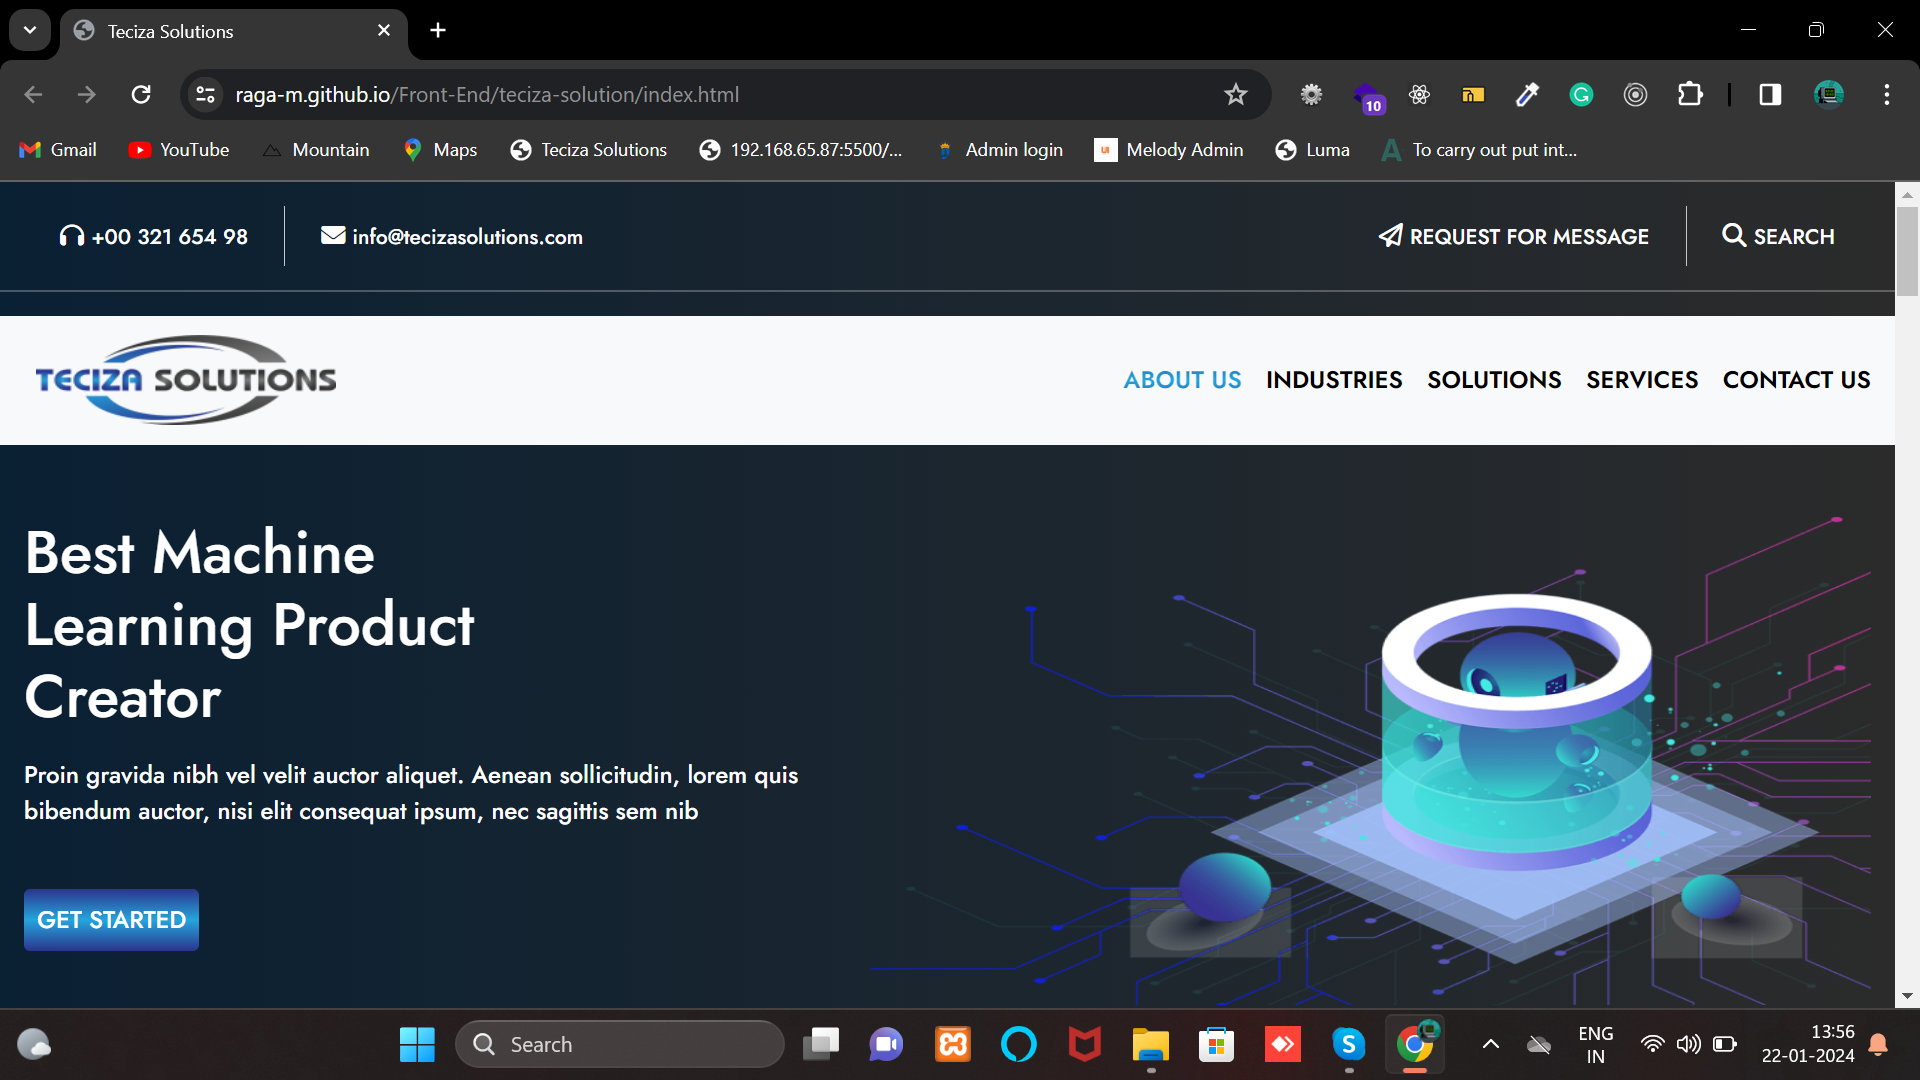 Teciza Solutions
raga-m.github.io/Front-End/teciza-solution/index.html
10
Gmail
YouTube
Mountain
Maps
Teciza Solutions
192.168.65.87:5500/...
Admin login
Melody Admin
Luma
To carry out put int...
+00 321 654 98
info@tecizasolutions.com
REQUEST FOR MESSAGE
SEARCH
TECIZA SOLUTIONS
ABOUT US
INDUSTRIES
SOLUTIONS
SERVICES
CONTACT US
Best Machine
Learning Product
Creator
Proin gravida nibh vel velit auctor aliquet. Aenean sollicitudin, lorem quis
bibendum auctor, nisi elit consequat ipsum, nec sagittis sem nib
GET STARTED
Search
ENG
IN
13:56
22-01-2024